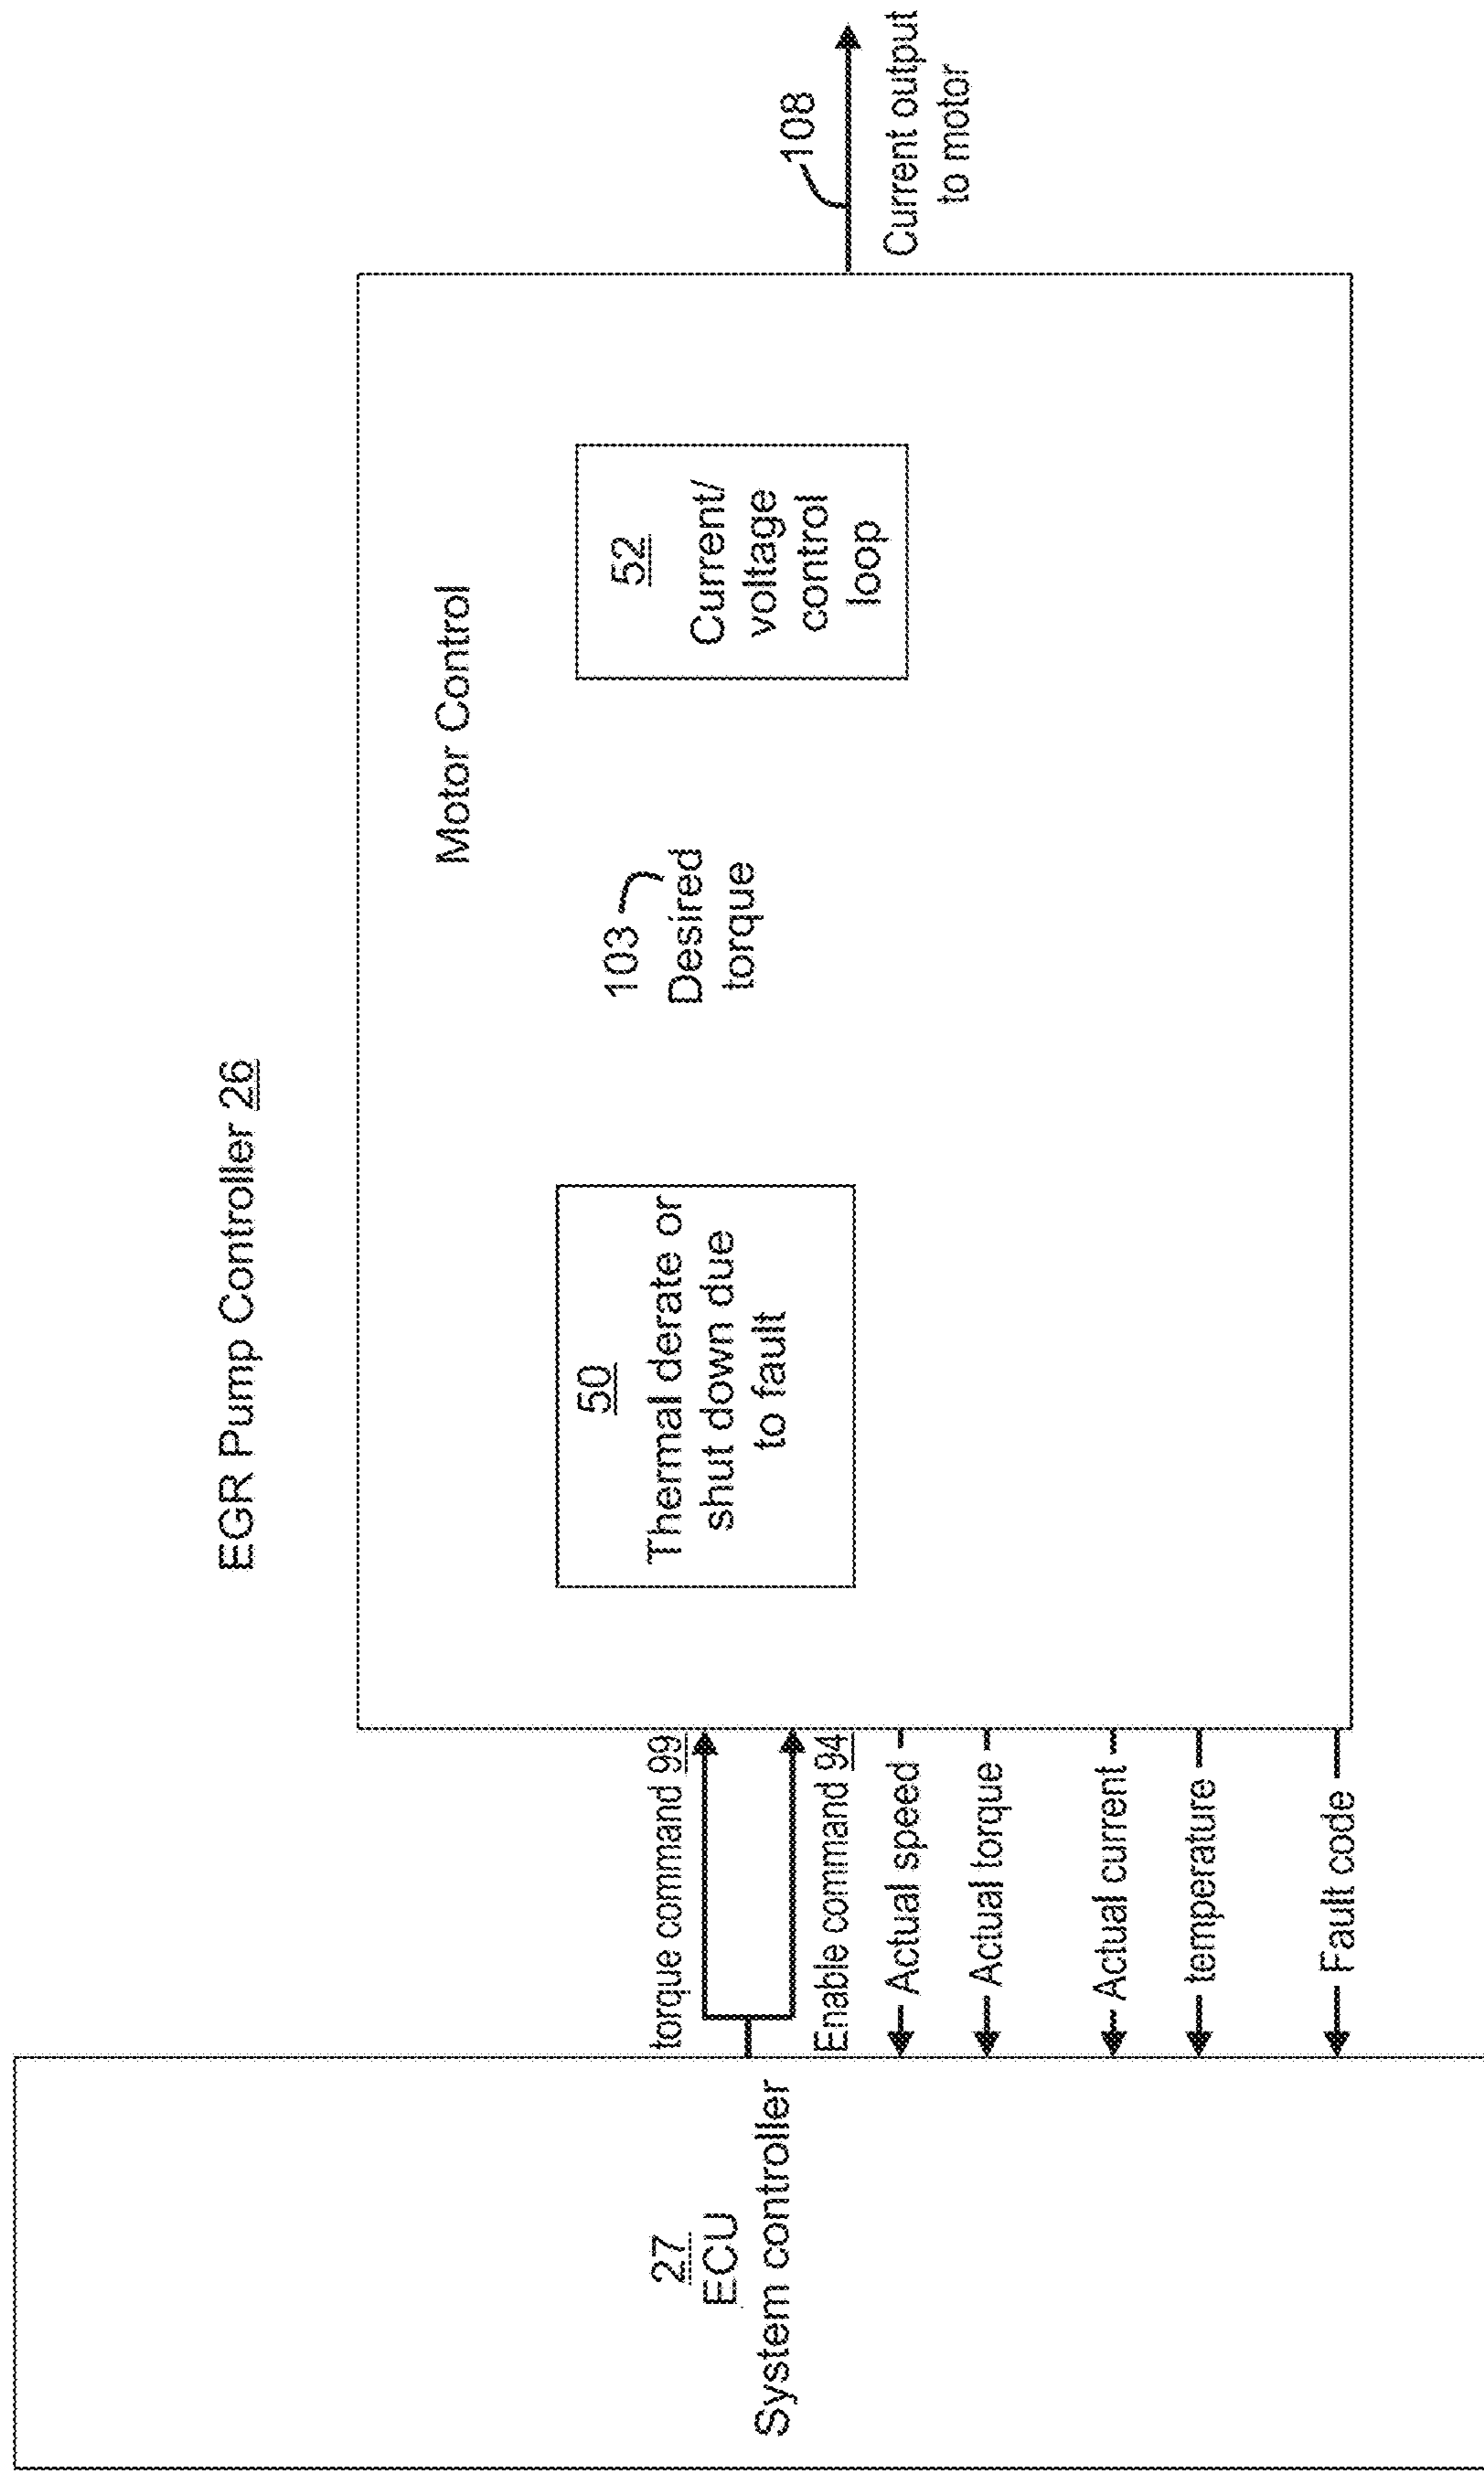 EGR Pump Controller 26
27
ECU
System controller
torque command 99
Enable command 94
Actual speed
Actual torque
Actual current
temperature
Fault code
Motor Control
50
Thermal derate or
shut down due
to fault
103
Desired
torque
52
Current/
voltage
control
loop
108
Current output
to motor